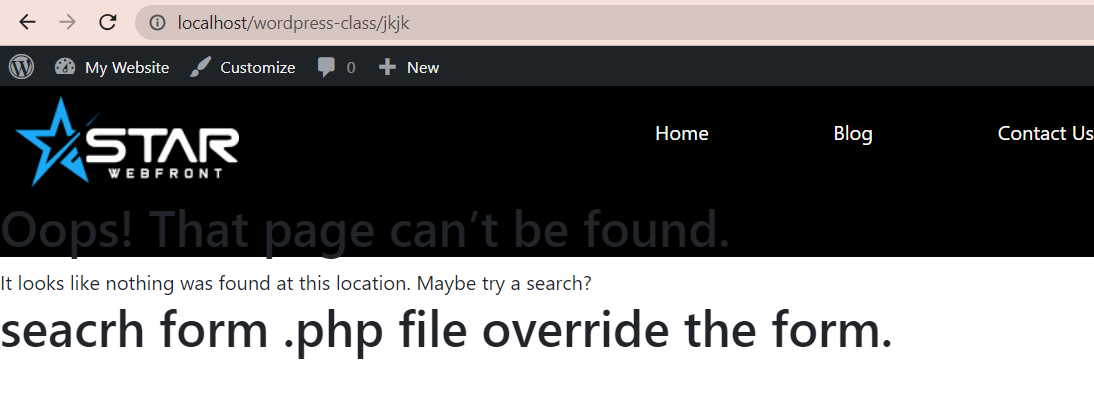 localhost/wordpress-class/jkjk
My Website Customize 0 New
STAR
WEBFRONT
Home Blog Contact Us
Oops! That page can’t be found.
It looks like nothing was found at this location. Maybe try a search?
seacrh form .php file override the form.